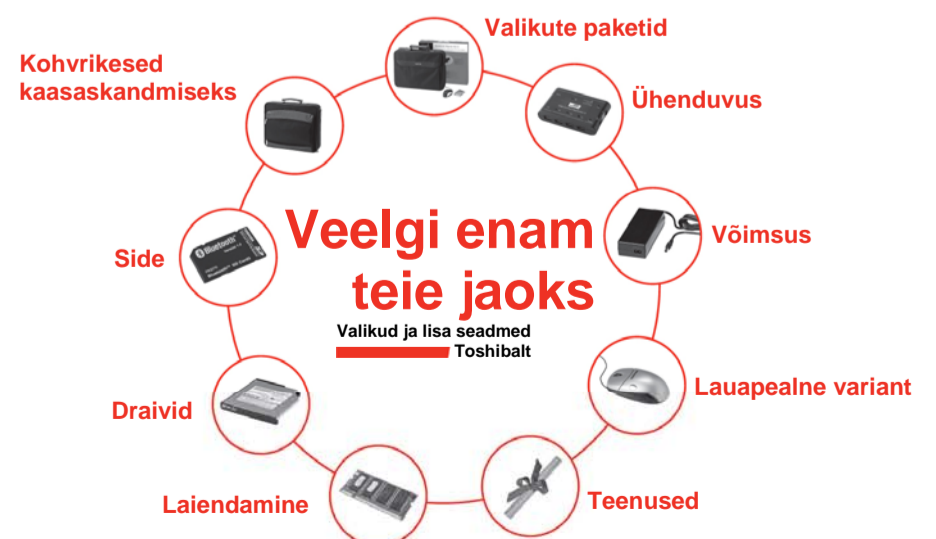 Valikute paketid
Kohvrikesed
kaasaskandmiseks
Ühenduvus
Veelgi enam
teie jaoks
Valikud ja lisa seadmed
Toshibalt
Võimsus
Side
Bluetooth
Lauapealne variant
Draivid
Laiendamine
Teenused